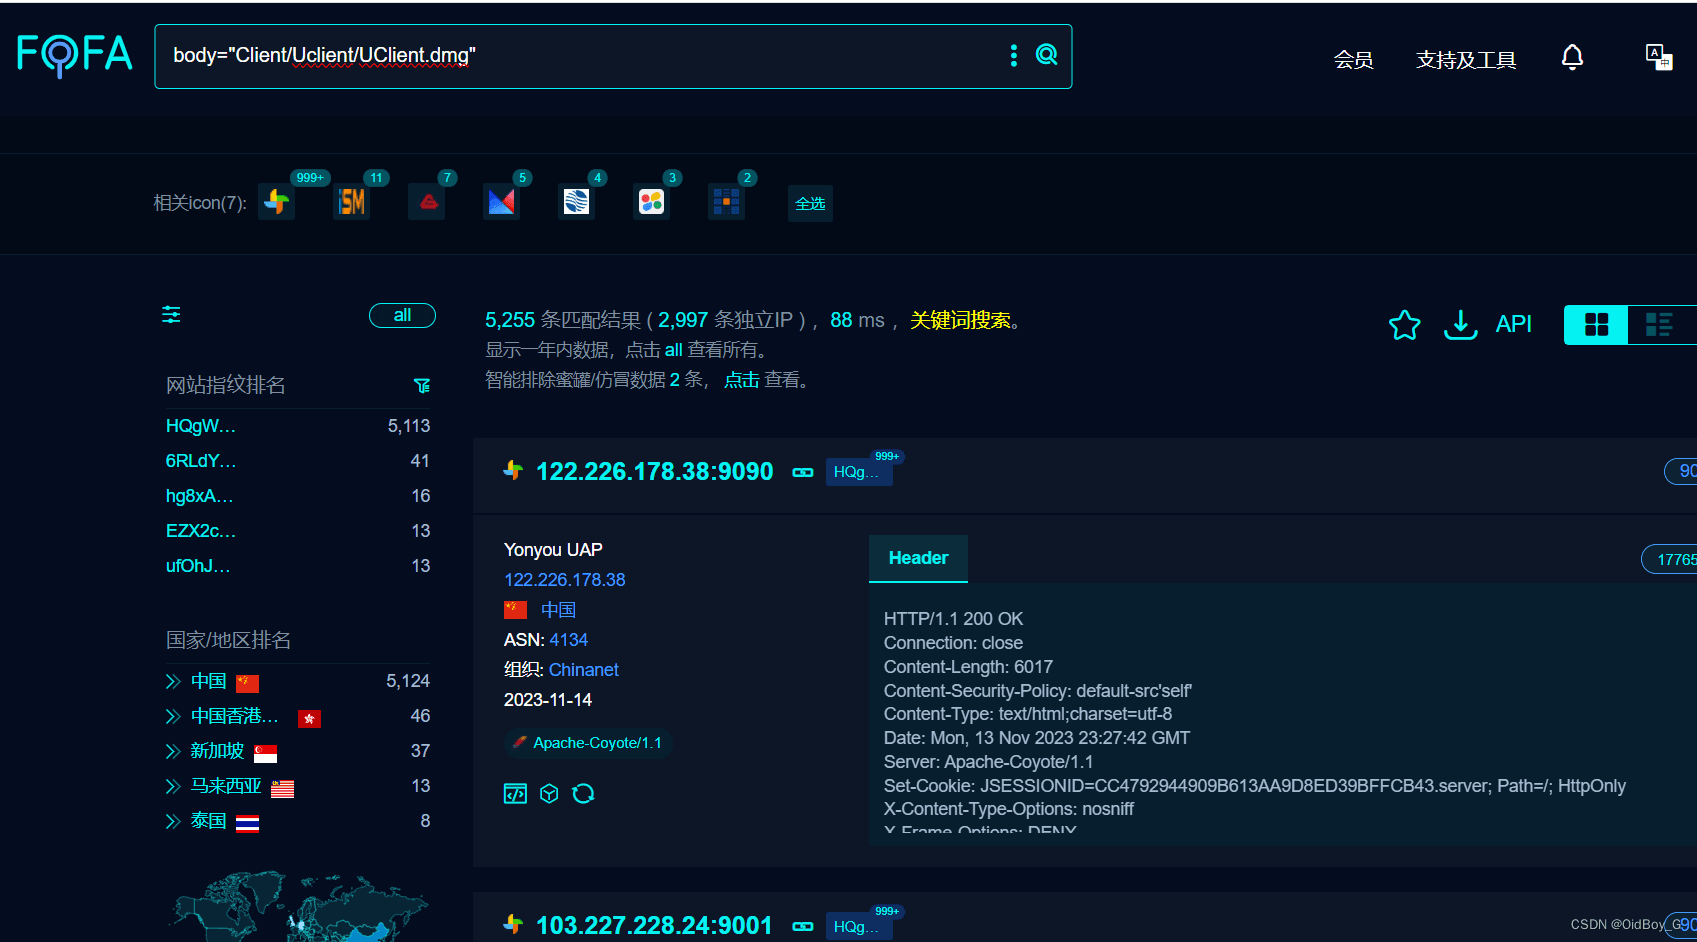 FOFA
body="Client/Uclient/UClient.dmg"
会员
支持及工具
相关icon(7):
999+
11
7
5
4
3
2
全选
all
5,255 条匹配结果 ( 2,997 条独立IP ) ，88 ms ，关键词搜索。
显示一年内数据，点击 all 查看所有。
智能排除蜜罐/仿冒数据 2 条， 点击 查看。
API
网站指纹排名
HQgW... 5,113
6RLdY... 41
hg8xA... 16
EZX2c... 13
ufOhJ... 13
国家/地区排名
中国 5,124
中国香港... 46
新加坡 37
马来西亚 13
泰国 8
122.226.178.38:9090
HQg...
999+
90
Yonyou UAP
122.226.178.38
中国
ASN: 4134
组织: Chinanet
2023-11-14
Apache-Coyote/1.1
Header
17765
HTTP/1.1 200 OK
Connection: close
Content-Length: 6017
Content-Security-Policy: default-src'self'
Content-Type: text/html;charset=utf-8
Date: Mon, 13 Nov 2023 23:27:42 GMT
Server: Apache-Coyote/1.1
Set-Cookie: JSESSIONID=CC4792944909B613AA9D8ED39BFFCB43.server; Path=/; HttpOnly
X-Content-Type-Options: nosniff
X-Frame-Options: DENY
103.227.228.24:9001
HQg...
999+
90
CSDN @OidBoy_G